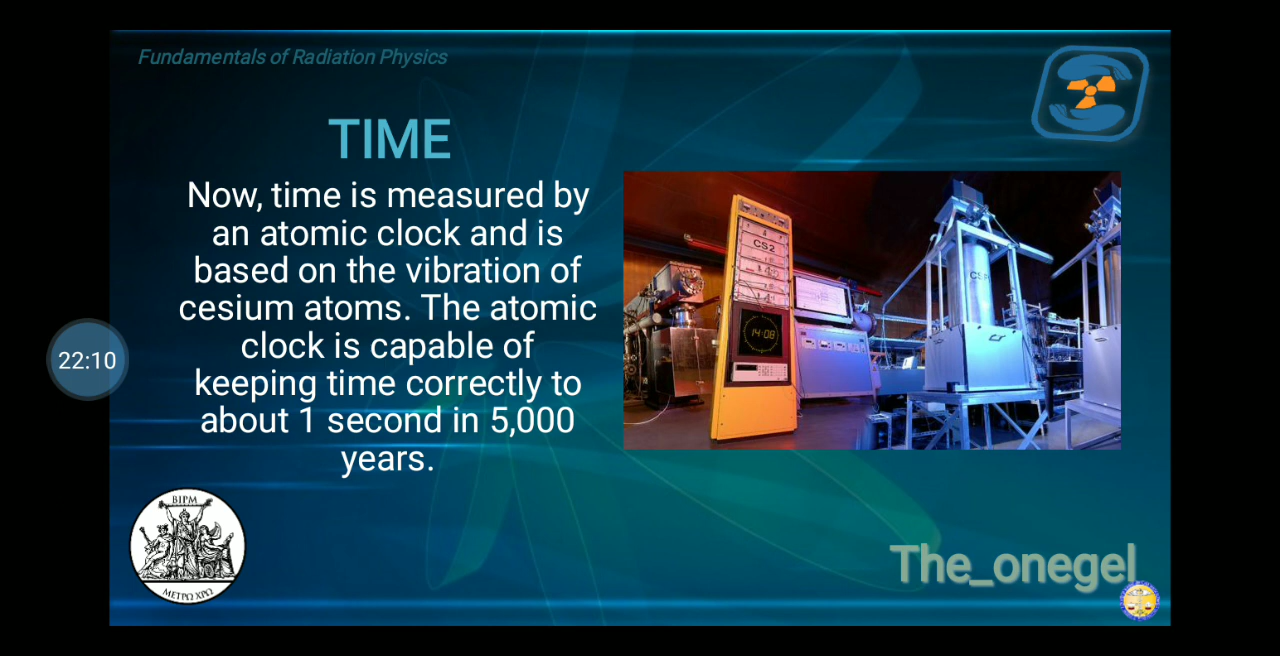 Fundamentals of Radiation Physics
TIME
Now, time is measured by
an atomic clock and is
based on the vibration of
cesium atoms. The atomic
clock is capable of
keeping time correctly to
about 1 second in 5,000
years.
22:10
CS2
14:08
BIPM
ΜΕΤΡΩ ΧΡΩ
The_onegel